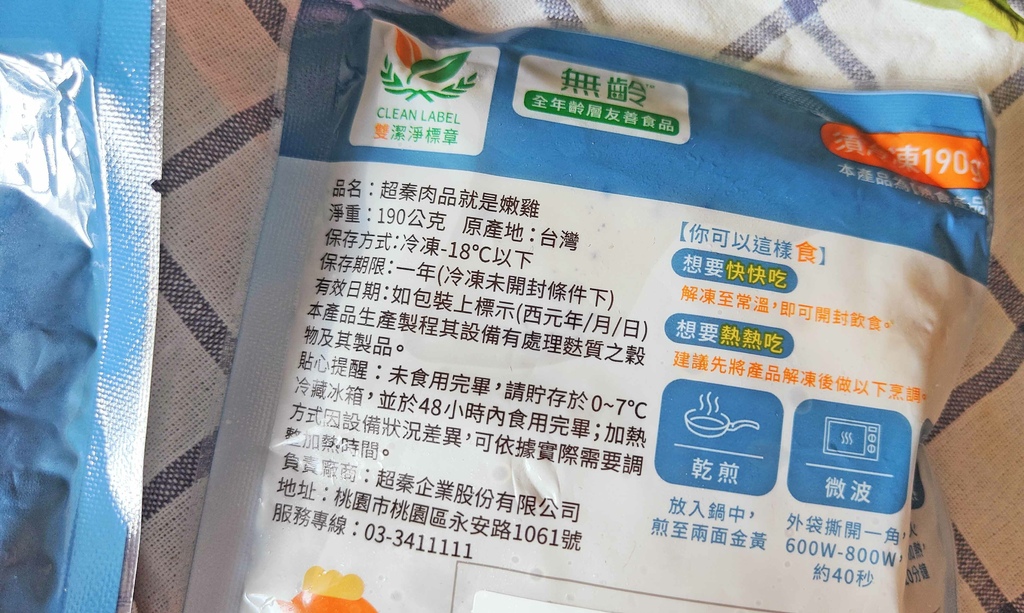 CLEAN LABEL
雙潔淨標章
無齡™
全年齡層友善食品
凍190g
本產品為
品名：超秦肉品就是嫩雞
淨重：190公克 原產地：台灣
保存方式：冷凍-18℃以下
保存期限：一年(冷凍未開封條件下)
有效日期：如包裝上標示(西元年/月/日)
本產品生產製程其設備有處理麩質之穀
物及其製品。
貼心提醒：未食用完畢，請貯存於0~7℃
冷藏冰箱，並於48小時內食用完畢；加熱
方式因設備狀況差異，可依據實際需要調
整加熱時間。
負責廠商：超秦企業股份有限公司
地址：桃園市桃園區永安路1061號
服務專線：03-3411111
【你可以這樣食】
想要快快吃
解凍至常溫，即可開封飲食。
想要熱熱吃
建議先將產品解凍後做以下烹調。
乾煎
放入鍋中，
煎至兩面金黃
微波
外袋撕開一角，
600W-800W，
約40秒